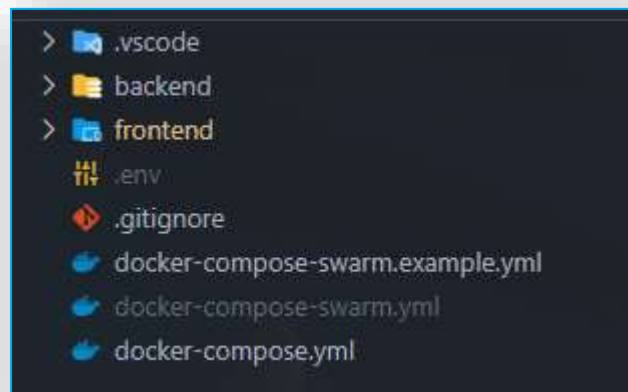 .vscode
backend
frontend
.env
.gitignore
docker-compose-swarm.example.yml
docker-compose-swarm.yml
docker-compose.yml